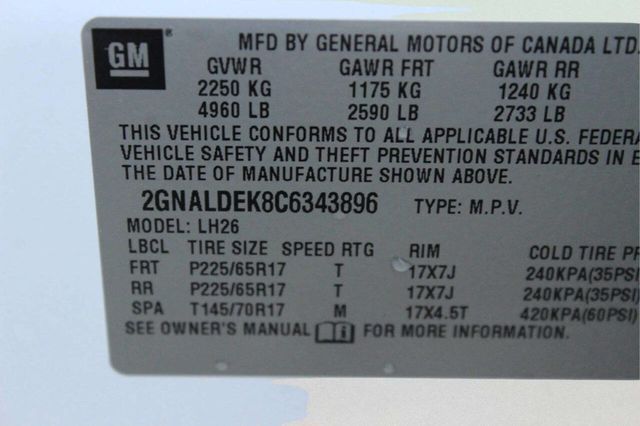 GM ®
MFD BY GENERAL MOTORS OF CANADA LTD.
GVWR GAWR FRT GAWR RR
2250 KG 1175 KG 1240 KG
4960 LB 2590 LB 2733 LB
THIS VEHICLE CONFORMS TO ALL APPLICABLE U.S. FEDERA
VEHICLE SAFETY AND THEFT PREVENTION STANDARDS IN E
THE DATE OF MANUFACTURE SHOWN ABOVE.
2GNALDEK8C6343896 TYPE: M.P.V.
MODEL: LH26
LBCL TIRE SIZE SPEED RTG RIM COLD TIRE PR
FRT P225/65R17 T 17X7J 240KPA(35PSI
RR P225/65R17 T 17X7J 240KPA(35PSI)
SPA T145/70R17 M 17X4.5T 420KPA(60PSI)
SEE OWNER'S MANUAL FOR MORE INFORMATION.